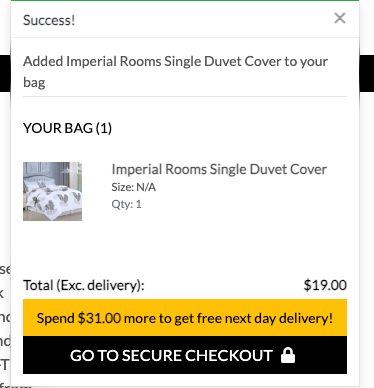 Success!
Added Imperial Rooms Single Duvet Cover to your
bag
YOUR BAG (1)
Imperial Rooms Single Duvet Cover
Size: N/A
Qty: 1
Total (Exc. delivery): $19.00
Spend $31.00 more to get free next day delivery!
GO TO SECURE CHECKOUT